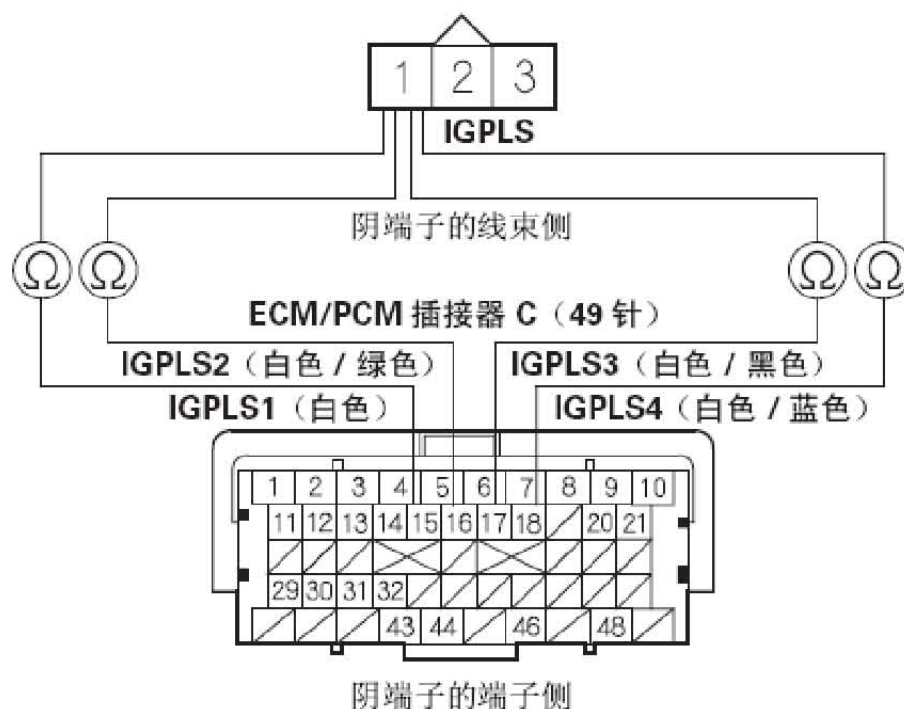 1 2 3
IGPLS
阴端子的线束侧
Ω Ω Ω Ω
ECM/PCM 插接器 C（49 针）
IGPLS2（白色 / 绿色） IGPLS3（白色 / 黑色）
IGPLS1（白色） IGPLS4（白色 / 蓝色）
1 2 3 4 5 6 7 8 9 10
11 12 13 14 15 16 17 18 20 21
29 30 31 32
43 44 46 48
阴端子的端子侧